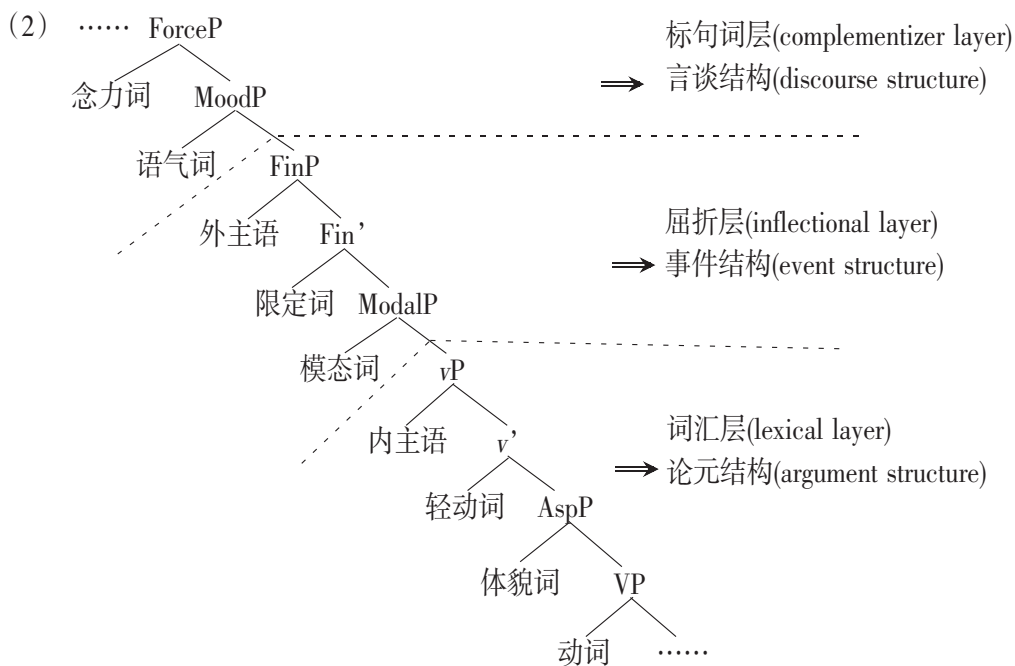 (2) …… ForceP
标句词层(complementizer layer)
⇒ 言谈结构(discourse structure)
念力词 MoodP
语气词 FinP
外主语 Fin’
屈折层(inflectional layer)
⇒ 事件结构(event structure)
限定词 ModalP
模态词 vP
内主语 v’
词汇层(lexical layer)
⇒ 论元结构(argument structure)
轻动词 AspP
体貌词 VP
动词 ……